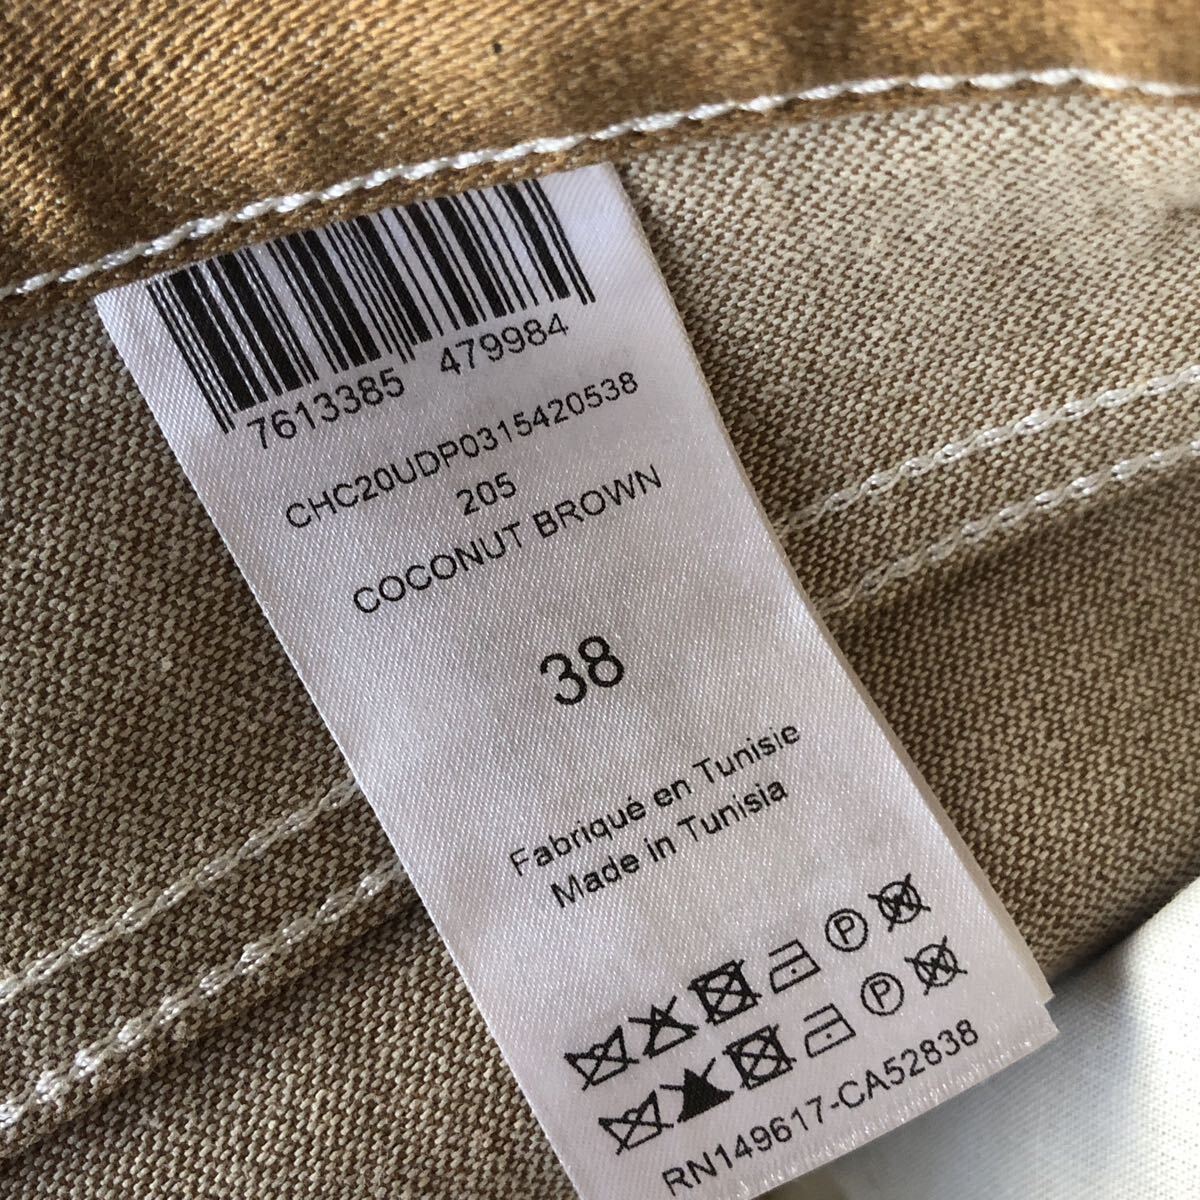 7613385 479984
CHC20UDP0315420538
205
COCONUT BROWN
38
Fabriqué en Tunisie
Made in Tunisia
P
P
RN149617-CA52838